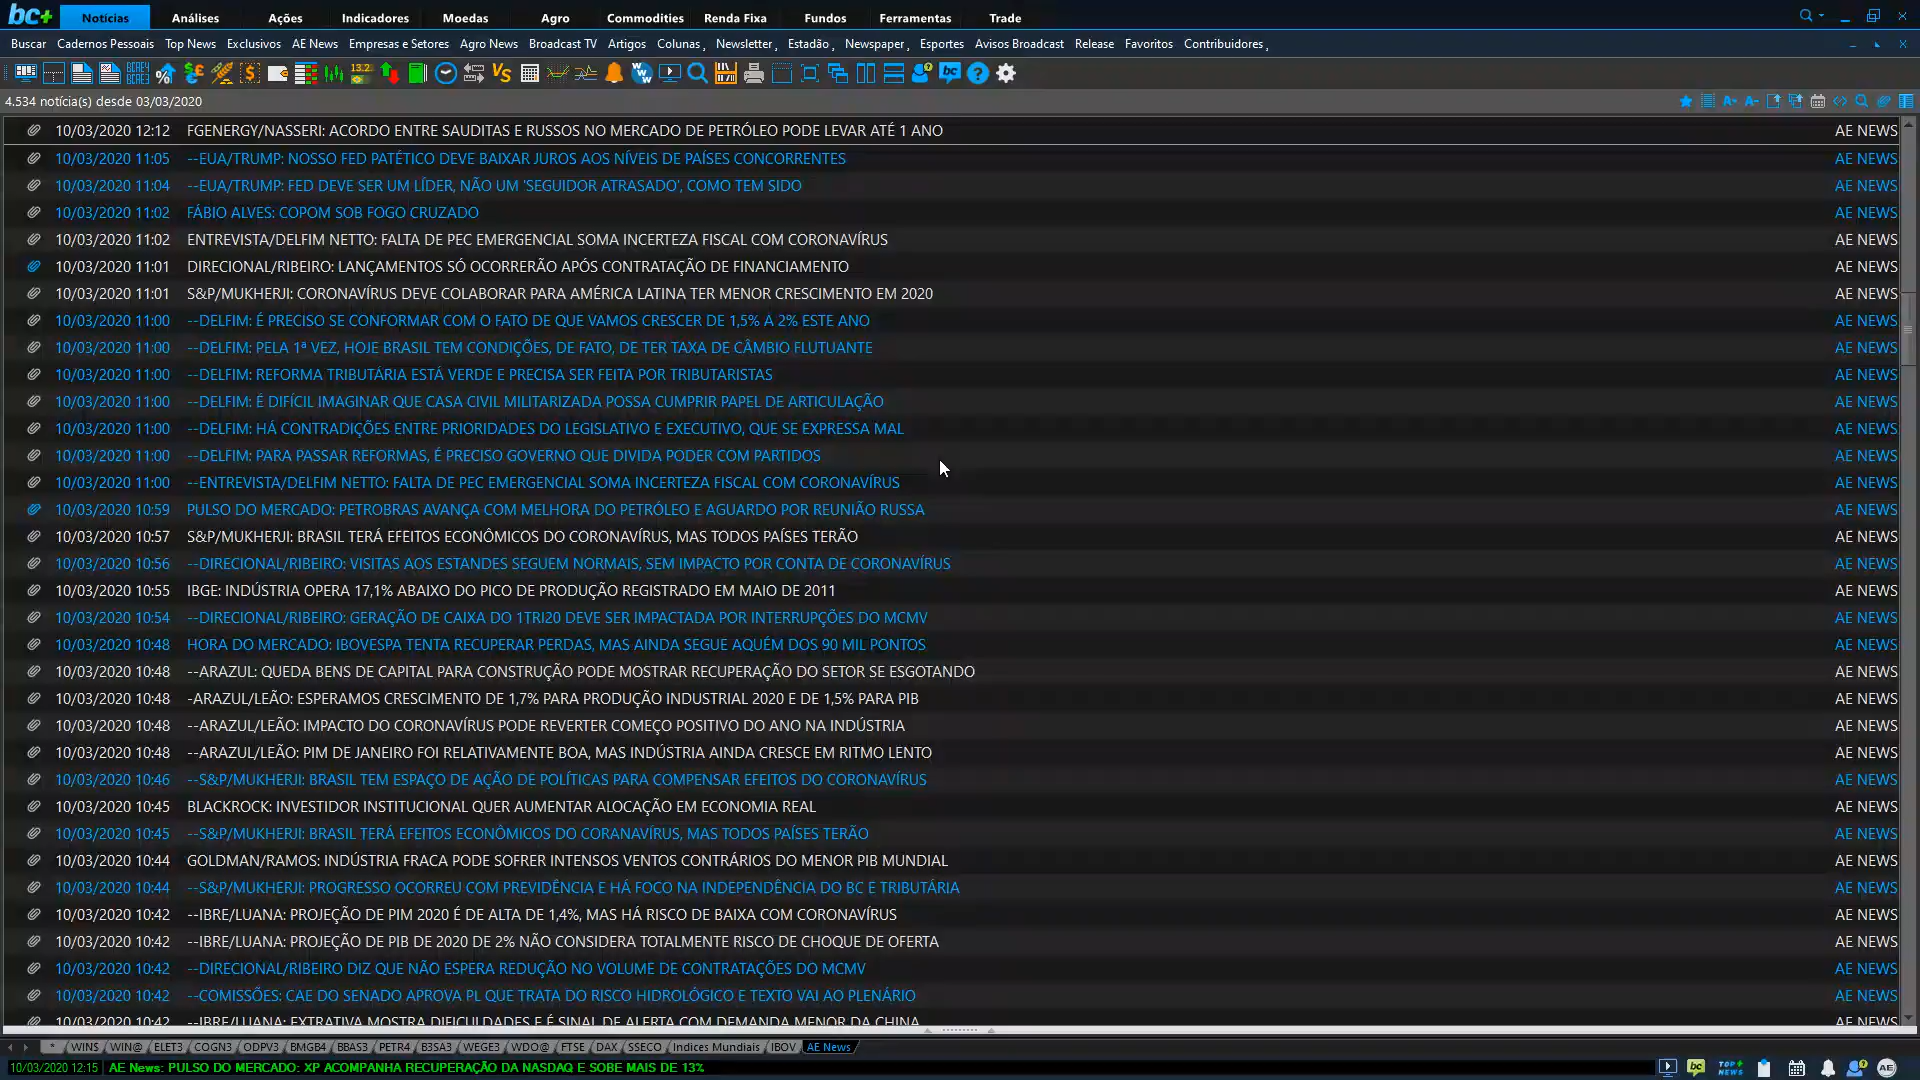 bc+ Notícias Análises Ações Indicadores Moedas Agro Commodities Renda Fixa Fundos Ferramentas Trade
Buscar Cadernos Pessoais Top News Exclusivos AE News Empresas e Setores Agro News Broadcast TV Artigos Colunas Newsletter Estadão Newspaper Esportes Avisos Broadcast Release Favoritos Contribuidores
4.534 notícia(s) desde 03/03/2020
10/03/2020 12:12 FGENERGY/NASSERI: ACORDO ENTRE SAUDITAS E RUSSOS NO MERCADO DE PETRÓLEO PODE LEVAR ATÉ 1 ANO AE NEWS
10/03/2020 11:05 --EUA/TRUMP: NOSSO FED PATÉTICO DEVE BAIXAR JUROS AOS NÍVEIS DE PAÍSES CONCORRENTES AE NEWS
10/03/2020 11:04 --EUA/TRUMP: FED DEVE SER UM LÍDER, NÃO UM 'SEGUIDOR ATRASADO', COMO TEM SIDO AE NEWS
10/03/2020 11:02 FÁBIO ALVES: COPOM SOB FOGO CRUZADO AE NEWS
10/03/2020 11:02 ENTREVISTA/DELFIM NETTO: FALTA DE PEC EMERGENCIAL SOMA INCERTEZA FISCAL COM CORONAVÍRUS AE NEWS
10/03/2020 11:01 DIRECIONAL/RIBEIRO: LANÇAMENTOS SÓ OCORRERÃO APÓS CONTRATAÇÃO DE FINANCIAMENTO AE NEWS
10/03/2020 11:01 S&P/MUKHERJI: CORONAVÍRUS DEVE COLABORAR PARA AMÉRICA LATINA TER MENOR CRESCIMENTO EM 2020 AE NEWS
10/03/2020 11:00 --DELFIM: É PRECISO SE CONFORMAR COM O FATO DE QUE VAMOS CRESCER DE 1,5% A 2% ESTE ANO AE NEWS
10/03/2020 11:00 --DELFIM: PELA 1ª VEZ, HOJE BRASIL TEM CONDIÇÕES, DE FATO, DE TER TAXA DE CÂMBIO FLUTUANTE AE NEWS
10/03/2020 11:00 --DELFIM: REFORMA TRIBUTÁRIA ESTÁ VERDE E PRECISA SER FEITA POR TRIBUTARISTAS AE NEWS
10/03/2020 11:00 --DELFIM: É DIFÍCIL IMAGINAR QUE CASA CIVIL MILITARIZADA POSSA CUMPRIR PAPEL DE ARTICULAÇÃO AE NEWS
10/03/2020 11:00 --DELFIM: HÁ CONTRADIÇÕES ENTRE PRIORIDADES DO LEGISLATIVO E EXECUTIVO, QUE SE EXPRESSA MAL AE NEWS
10/03/2020 11:00 --DELFIM: PARA PASSAR REFORMAS, É PRECISO GOVERNO QUE DIVIDA PODER COM PARTIDOS AE NEWS
10/03/2020 11:00 --ENTREVISTA/DELFIM NETTO: FALTA DE PEC EMERGENCIAL SOMA INCERTEZA FISCAL COM CORONAVÍRUS AE NEWS
10/03/2020 10:59 PULSO DO MERCADO: PETROBRAS AVANÇA COM MELHORA DO PETRÓLEO E AGUARDO POR REUNIÃO RUSSA AE NEWS
10/03/2020 10:57 S&P/MUKHERJI: BRASIL TERÁ EFEITOS ECONÔMICOS DO CORONAVÍRUS, MAS TODOS PAÍSES TERÃO AE NEWS
10/03/2020 10:56 --DIRECIONAL/RIBEIRO: VISITAS AOS ESTANDES SEGUEM NORMAIS, SEM IMPACTO POR CONTA DE CORONAVÍRUS AE NEWS
10/03/2020 10:55 IBGE: INDÚSTRIA OPERA 17,1% ABAIXO DO PICO DE PRODUÇÃO REGISTRADO EM MAIO DE 2011 AE NEWS
10/03/2020 10:54 --DIRECIONAL/RIBEIRO: GERAÇÃO DE CAIXA DO 1TRI20 DEVE SER IMPACTADA POR INTERRUPÇÕES DO MCMV AE NEWS
10/03/2020 10:48 HORA DO MERCADO: IBOVESPA TENTA RECUPERAR PERDAS, MAS AINDA SEGUE AQUÉM DOS 90 MIL PONTOS AE NEWS
10/03/2020 10:48 --ARAZUL: QUEDA BENS DE CAPITAL PARA CONSTRUÇÃO PODE MOSTRAR RECUPERAÇÃO DO SETOR SE ESGOTANDO AE NEWS
10/03/2020 10:48 -ARAZUL/LEÃO: ESPERAMOS CRESCIMENTO DE 1,7% PARA PRODUÇÃO INDUSTRIAL 2020 E DE 1,5% PARA PIB AE NEWS
10/03/2020 10:48 --ARAZUL/LEÃO: IMPACTO DO CORONAVÍRUS PODE REVERTER COMEÇO POSITIVO DO ANO NA INDÚSTRIA AE NEWS
10/03/2020 10:48 --ARAZUL/LEÃO: PIM DE JANEIRO FOI RELATIVAMENTE BOA, MAS INDÚSTRIA AINDA CRESCE EM RITMO LENTO AE NEWS
10/03/2020 10:46 --S&P/MUKHERJI: BRASIL TEM ESPAÇO DE AÇÃO DE POLÍTICAS PARA COMPENSAR EFEITOS DO CORONAVÍRUS AE NEWS
10/03/2020 10:45 BLACKROCK: INVESTIDOR INSTITUCIONAL QUER AUMENTAR ALOCAÇÃO EM ECONOMIA REAL AE NEWS
10/03/2020 10:45 --S&P/MUKHERJI: BRASIL TERÁ EFEITOS ECONÔMICOS DO CORANAVÍRUS, MAS TODOS PAÍSES TERÃO AE NEWS
10/03/2020 10:44 GOLDMAN/RAMOS: INDÚSTRIA FRACA PODE SOFRER INTENSOS VENTOS CONTRÁRIOS DO MENOR PIB MUNDIAL AE NEWS
10/03/2020 10:44 --S&P/MUKHERJI: PROGRESSO OCORREU COM PREVIDÊNCIA E HÁ FOCO NA INDEPENDÊNCIA DO BC E TRIBUTÁRIA AE NEWS
10/03/2020 10:42 --IBRE/LUANA: PROJEÇÃO DE PIM 2020 É DE ALTA DE 1,4%, MAS HÁ RISCO DE BAIXA COM CORONAVÍRUS AE NEWS
10/03/2020 10:42 --IBRE/LUANA: PROJEÇÃO DE PIB DE 2020 DE 2% NÃO CONSIDERA TOTALMENTE RISCO DE CHOQUE DE OFERTA AE NEWS
10/03/2020 10:42 --DIRECIONAL/RIBEIRO DIZ QUE NÃO ESPERA REDUÇÃO NO VOLUME DE CONTRATAÇÕES DO MCMV AE NEWS
10/03/2020 10:42 --COMISSÕES: CAE DO SENADO APROVA PL QUE TRATA DO RISCO HIDROLÓGICO E TEXTO VAI AO PLENÁRIO AE NEWS
10/03/2020 10:42 --IBRE/LUANA: EXTRATIVA MOSTRA DIFICULDADES E É SINAL DE ALERTA COM DEMANDA MENOR DA CHINA AE NEWS
* WIN$ WIN@ ELET3 COGN3 ODPV3 BMGB4 BBAS3 PETR4 B3SA3 WEGE3 WDO@ FTSE DAX SSECO Indices Mundiais IBOV AE News
10/03/2020 12:15 AE News: PULSO DO MERCADO: XP ACOMPANHA RECUPERAÇÃO DA NASDAQ E SOBE MAIS DE 13%